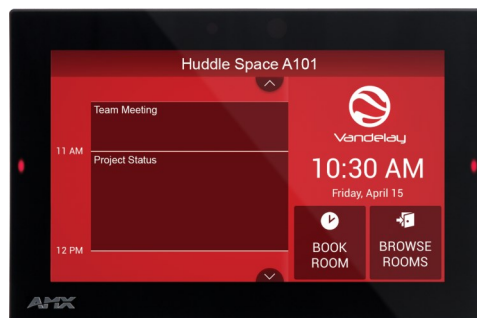 Huddle Space A101
Team Meeting
11 AM
Project Status
12 PM
Vandelay
10:30 AM
Friday, April 15
BOOK
ROOM
BROWSE
ROOMS
AMX